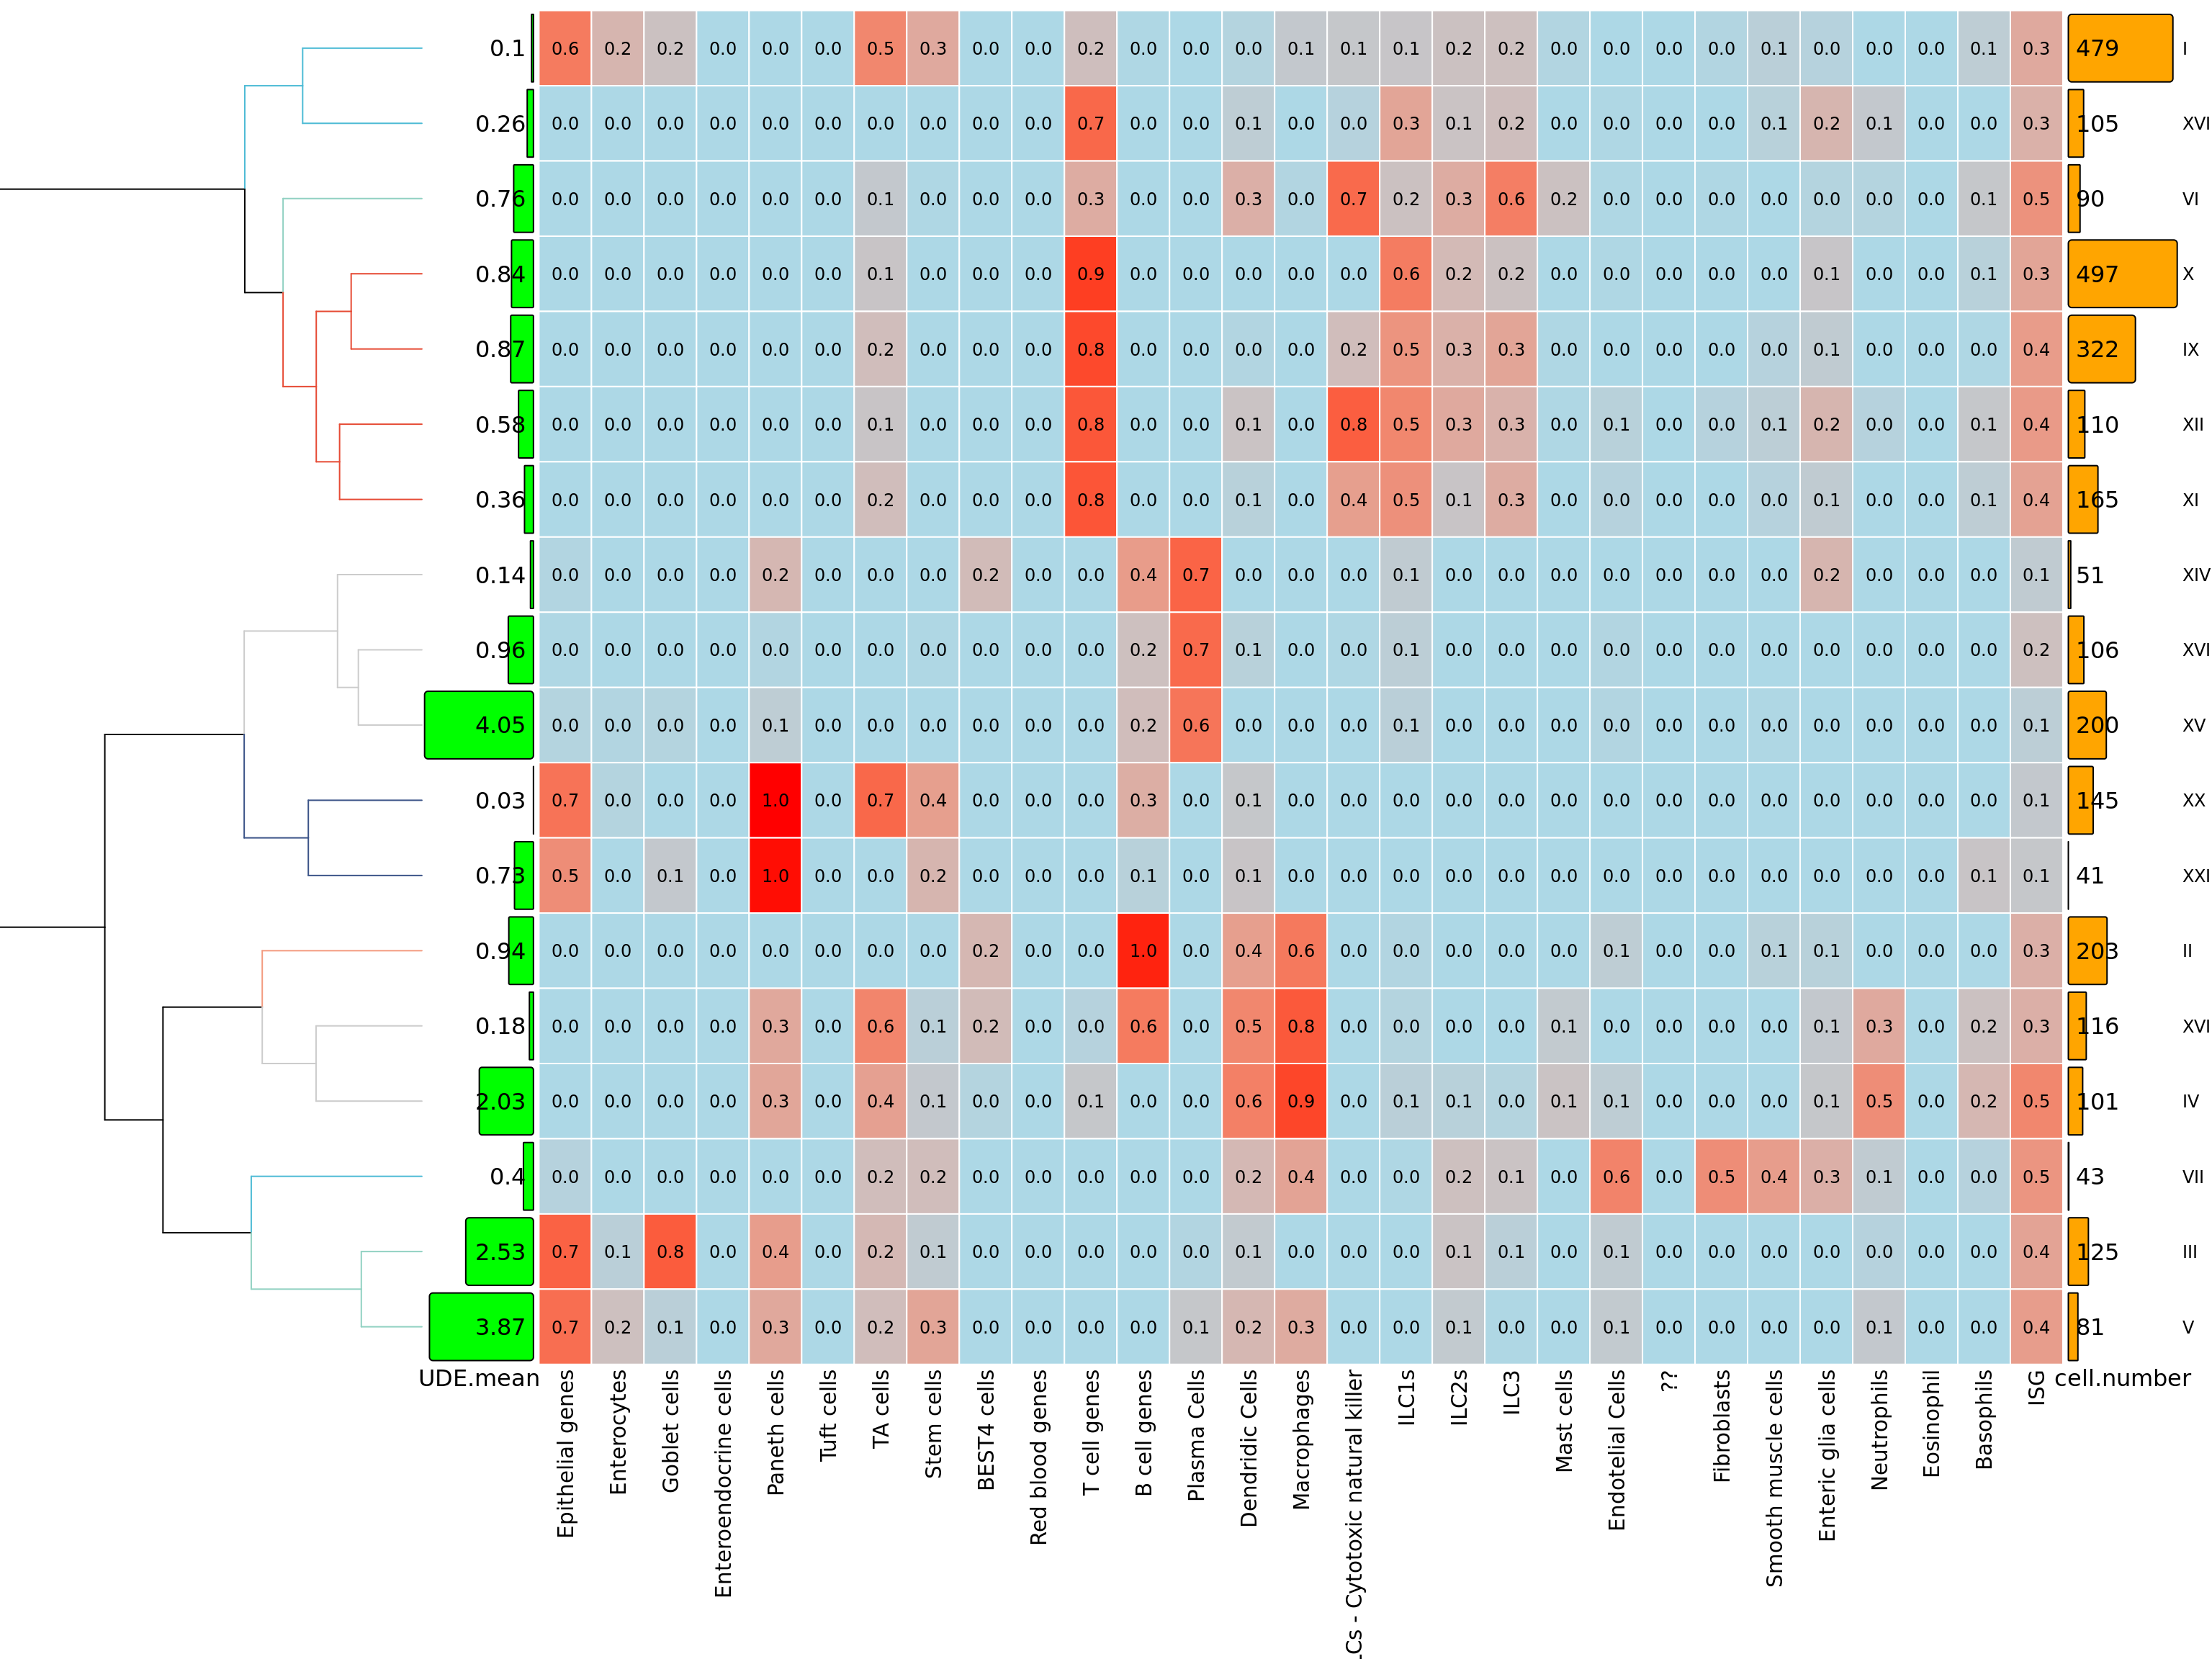 0.1 0.6 0.2 0.2 0.0 0.0 0.0 0.5 0.3 0.0 0.0 0.2 0.0 0.0 0.0 0.1 0.1 0.1 0.2 0.2 0.0 0.0 0.0 0.0 0.1 0.0 0.0 0.0 0.1 0.3 479 I
0.26 0.0 0.0 0.0 0.0 0.0 0.0 0.0 0.0 0.0 0.0 0.7 0.0 0.0 0.1 0.0 0.0 0.3 0.1 0.2 0.0 0.0 0.0 0.0 0.1 0.2 0.1 0.0 0.0 0.3 105 XVI
0.76 0.0 0.0 0.0 0.0 0.0 0.0 0.1 0.0 0.0 0.0 0.3 0.0 0.0 0.3 0.0 0.7 0.2 0.3 0.6 0.2 0.0 0.0 0.0 0.0 0.0 0.0 0.0 0.1 0.5 90 VI
0.84 0.0 0.0 0.0 0.0 0.0 0.0 0.1 0.0 0.0 0.0 0.9 0.0 0.0 0.0 0.0 0.0 0.6 0.2 0.2 0.0 0.0 0.0 0.0 0.0 0.1 0.0 0.0 0.1 0.3 497 X
0.87 0.0 0.0 0.0 0.0 0.0 0.0 0.2 0.0 0.0 0.0 0.8 0.0 0.0 0.0 0.0 0.2 0.5 0.3 0.3 0.0 0.0 0.0 0.0 0.0 0.1 0.0 0.0 0.0 0.4 322 IX
0.58 0.0 0.0 0.0 0.0 0.0 0.0 0.1 0.0 0.0 0.0 0.8 0.0 0.0 0.1 0.0 0.8 0.5 0.3 0.3 0.0 0.1 0.0 0.0 0.1 0.2 0.0 0.0 0.1 0.4 110 XII
0.36 0.0 0.0 0.0 0.0 0.0 0.0 0.2 0.0 0.0 0.0 0.8 0.0 0.0 0.1 0.0 0.4 0.5 0.1 0.3 0.0 0.0 0.0 0.0 0.0 0.1 0.0 0.0 0.1 0.4 165 XI
0.14 0.0 0.0 0.0 0.0 0.2 0.0 0.0 0.0 0.2 0.0 0.0 0.4 0.7 0.0 0.0 0.0 0.1 0.0 0.0 0.0 0.0 0.0 0.0 0.0 0.2 0.0 0.0 0.0 0.1 51 XIV
0.96 0.0 0.0 0.0 0.0 0.0 0.0 0.0 0.0 0.0 0.0 0.0 0.2 0.7 0.1 0.0 0.0 0.1 0.0 0.0 0.0 0.0 0.0 0.0 0.0 0.0 0.0 0.0 0.0 0.2 106 XVI
4.05 0.0 0.0 0.0 0.0 0.1 0.0 0.0 0.0 0.0 0.0 0.0 0.2 0.6 0.0 0.0 0.0 0.1 0.0 0.0 0.0 0.0 0.0 0.0 0.0 0.0 0.0 0.0 0.0 0.1 200 XV
0.03 0.7 0.0 0.0 0.0 1.0 0.0 0.7 0.4 0.0 0.0 0.0 0.3 0.0 0.1 0.0 0.0 0.0 0.0 0.0 0.0 0.0 0.0 0.0 0.0 0.0 0.0 0.0 0.0 0.1 145 XX
0.73 0.5 0.0 0.1 0.0 1.0 0.0 0.0 0.2 0.0 0.0 0.0 0.1 0.0 0.1 0.0 0.0 0.0 0.0 0.0 0.0 0.0 0.0 0.0 0.0 0.0 0.0 0.0 0.1 0.1 41 XXI
0.94 0.0 0.0 0.0 0.0 0.0 0.0 0.0 0.0 0.2 0.0 0.0 1.0 0.0 0.4 0.6 0.0 0.0 0.0 0.0 0.0 0.1 0.0 0.0 0.1 0.1 0.0 0.0 0.0 0.3 203 II
0.18 0.0 0.0 0.0 0.0 0.3 0.0 0.6 0.1 0.2 0.0 0.0 0.6 0.0 0.5 0.8 0.0 0.0 0.0 0.0 0.1 0.0 0.0 0.0 0.0 0.1 0.3 0.0 0.2 0.3 116 XVI
2.03 0.0 0.0 0.0 0.0 0.3 0.0 0.4 0.1 0.0 0.0 0.1 0.0 0.0 0.6 0.9 0.0 0.1 0.1 0.0 0.1 0.1 0.0 0.0 0.0 0.1 0.5 0.0 0.2 0.5 101 IV
0.4 0.0 0.0 0.0 0.0 0.0 0.0 0.2 0.2 0.0 0.0 0.0 0.0 0.0 0.2 0.4 0.0 0.0 0.2 0.1 0.0 0.6 0.0 0.5 0.4 0.3 0.1 0.0 0.0 0.5 43 VII
2.53 0.7 0.1 0.8 0.0 0.4 0.0 0.2 0.1 0.0 0.0 0.0 0.0 0.0 0.1 0.0 0.0 0.0 0.1 0.1 0.0 0.1 0.0 0.0 0.0 0.0 0.0 0.0 0.0 0.4 125 III
3.87 0.7 0.2 0.1 0.0 0.3 0.0 0.2 0.3 0.0 0.0 0.0 0.0 0.1 0.2 0.3 0.0 0.0 0.1 0.0 0.0 0.1 0.0 0.0 0.0 0.0 0.1 0.0 0.0 0.4 81 V
UDE.mean
Epithelial genes
Enterocytes
Goblet cells
Enteroendocrine cells
Paneth cells
Tuft cells
TA cells
Stem cells
BEST4 cells
Red blood genes
T cell genes
B cell genes
Plasma Cells
Dendridic Cells
Macrophages
Cs - Cytotoxic natural killer
ILC1s
ILC2s
ILC3
Mast cells
Endotelial Cells
??
Fibroblasts
Smooth muscle cells
Enteric glia cells
Neutrophils
Eosinophil
Basophils
ISG
cell.number